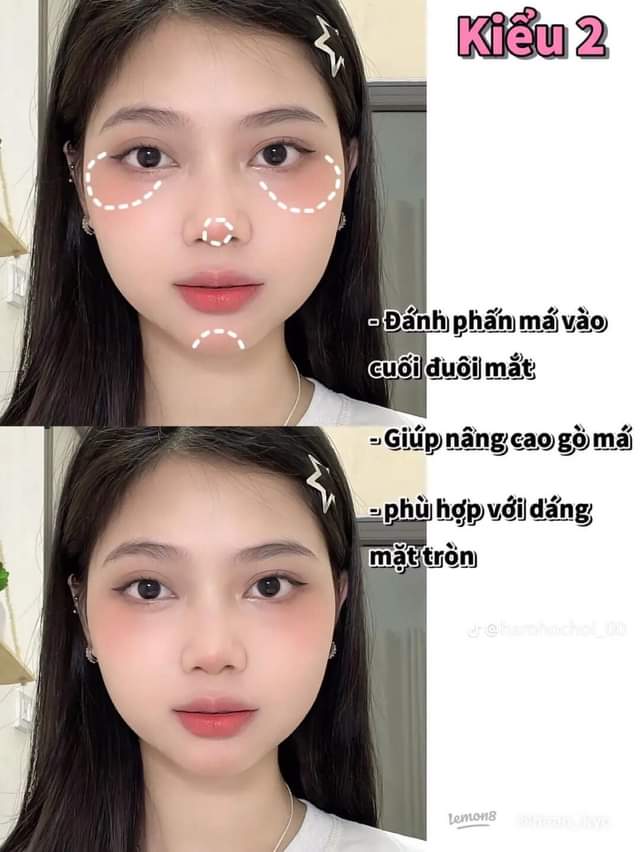 Kiểu 2
- Đánh phấn má vào
cuối đuôi mắt
- Giúp nâng cao gò má
- phù hợp với dáng
mặt tròn
lemon8